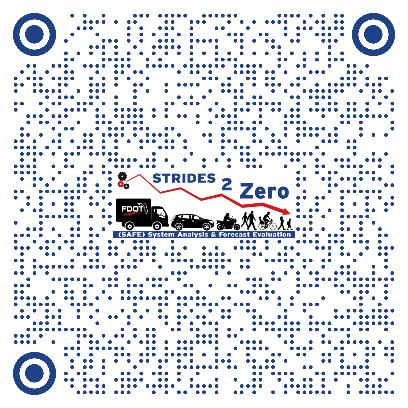 STRIDES 2 Zero
FDOT
(SAFE) System Analysis & Forecast Evaluation